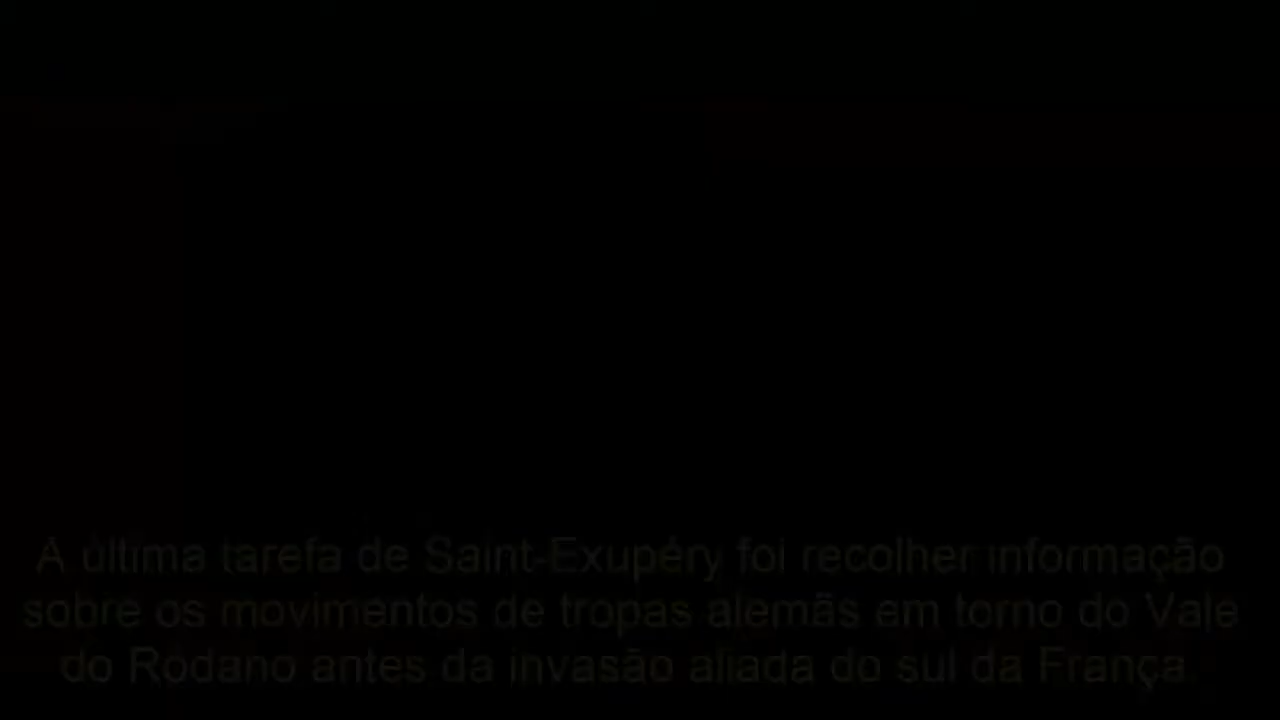 A última tarefa de Saint-Exupéry foi recolher informação
sobre os movimentos de tropas alemãs em torno do Vale
do Ródano antes da invasão aliada do sul da França.